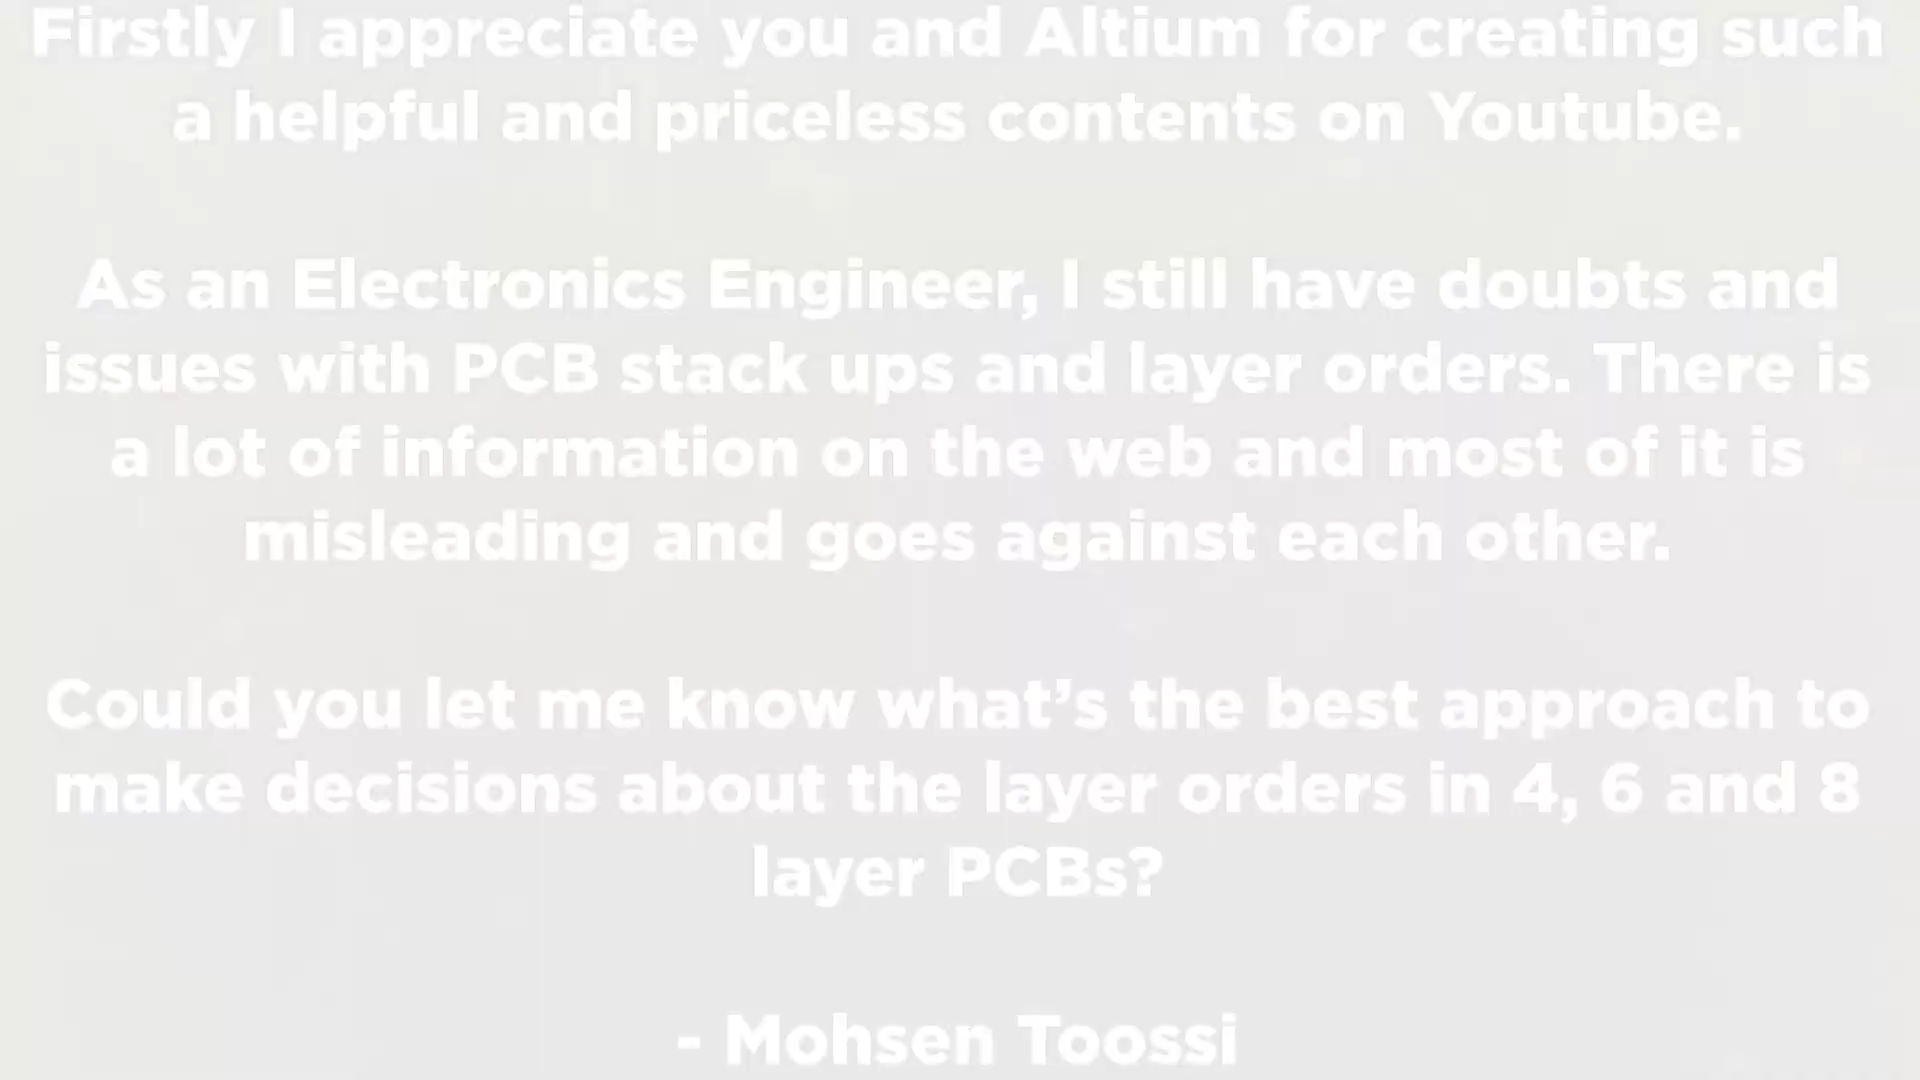 Firstly I appreciate you and Altium for creating such
a helpful and priceless contents on Youtube.
As an Electronics Engineer, I still have doubts and
issues with PCB stack ups and layer orders. There is
a lot of information on the web and most of it is
misleading and goes against each other.
Could you let me know what’s the best approach to
make decisions about the layer orders in 4, 6 and 8
layer PCBs?
- Mohsen Toossi